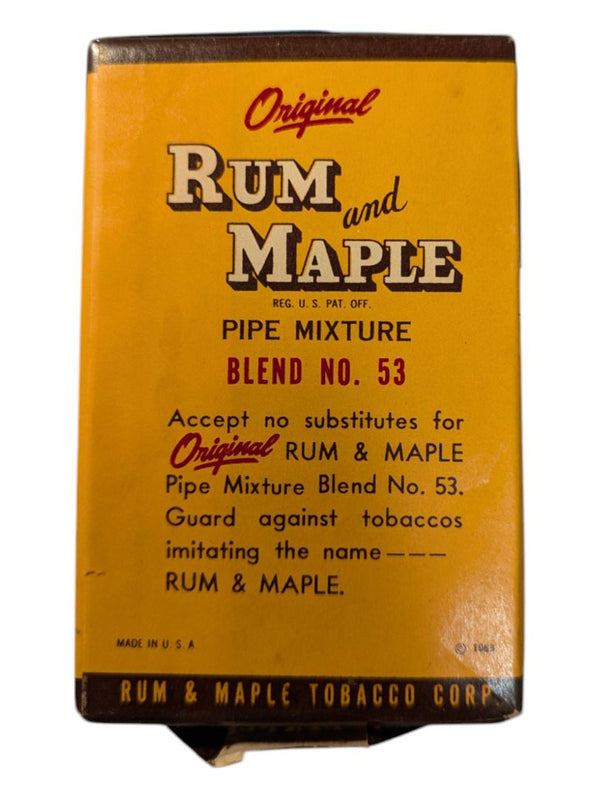 Original
RUM and
MAPLE
REG. U. S. PAT. OFF.
PIPE MIXTURE
BLEND NO. 53
Accept no substitutes for
Original RUM & MAPLE
Pipe Mixture Blend No. 53.
Guard against tobaccos
imitating the name———
RUM & MAPLE.
MADE IN U. S. A
© 1963
RUM & MAPLE TOBACCO CORP